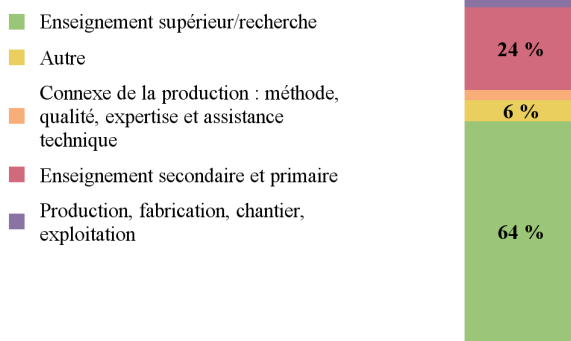 Enseignement supérieur/recherche
Autre
Connexe de la production : méthode,
qualité, expertise et assistance
technique
Enseignement secondaire et primaire
Production, fabrication, chantier,
exploitation
24 %
6 %
64 %